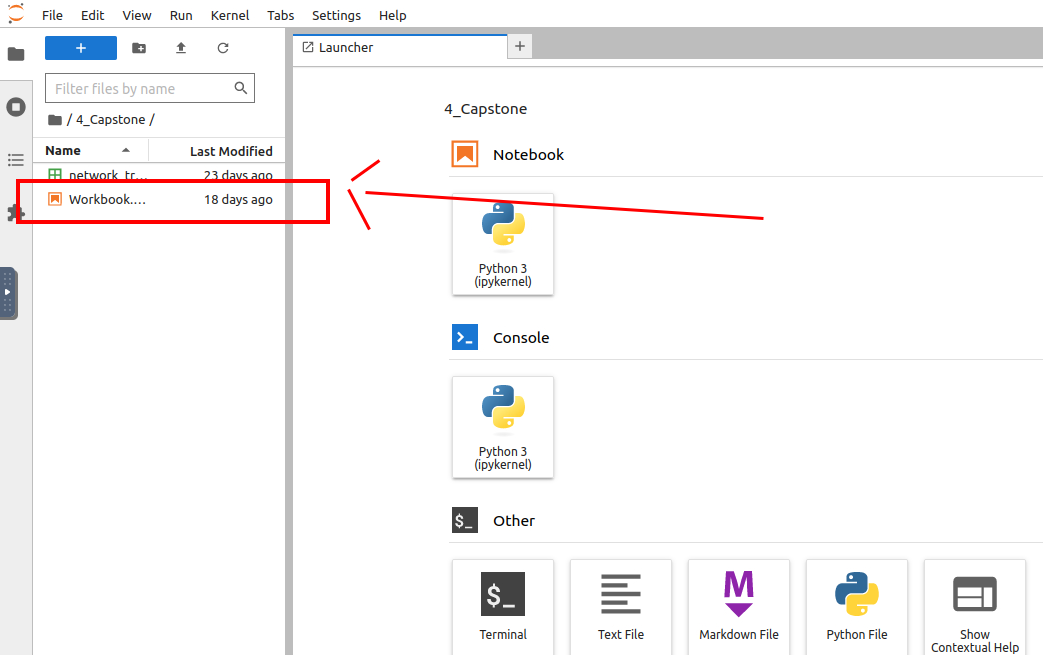 File Edit View Run Kernel Tabs Settings Help
+
Launcher
+
Filter files by name
/ 4_Capstone /
Name
Last Modified
network_tr... 23 days ago
Workbook.... 18 days ago
4_Capstone
Notebook
Python 3
(ipykernel)
>_ Console
Python 3
(ipykernel)
$_ Other
$_
Terminal
Text File
M
Markdown File
Python File
Show
Contextual Help